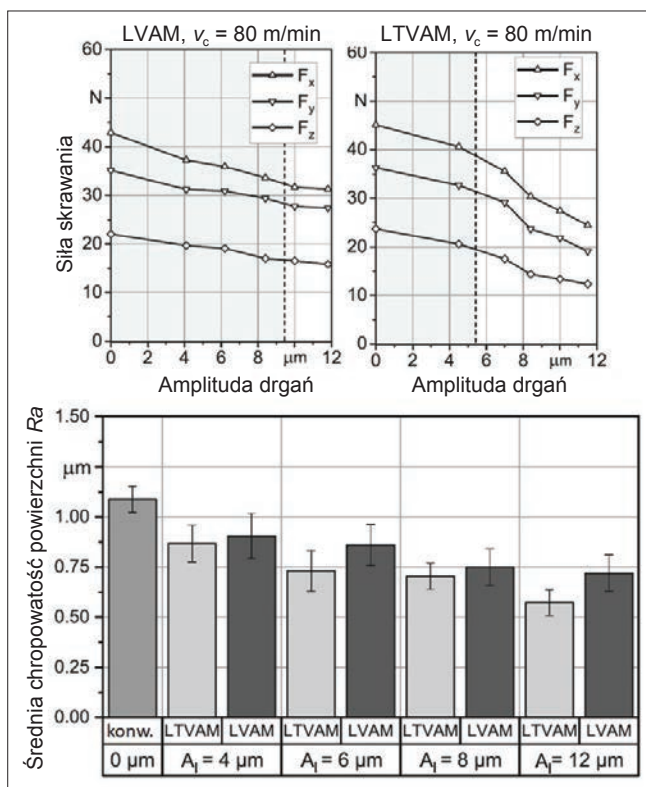 LVAM, vc = 80 m/min
60
N
40
30
20
10
0
Fx
Fy
Fz
0 2 4 6 8 µm 12
Amplituda drgań
Siła skrawania
LTVAM, vc = 80 m/min
60
N
40
30
20
10
0
Fx
Fy
Fz
0 2 4 6 8 µm 12
Amplituda drgań
Średnia chropowatość powierzchni Ra
1.50
µm
1.00
0.75
0.50
0.25
0.00
konw. LTVAM LVAM LTVAM LVAM LTVAM LVAM LTVAM LVAM
0 µm Al = 4 µm Al = 6 µm Al = 8 µm Al = 12 µm